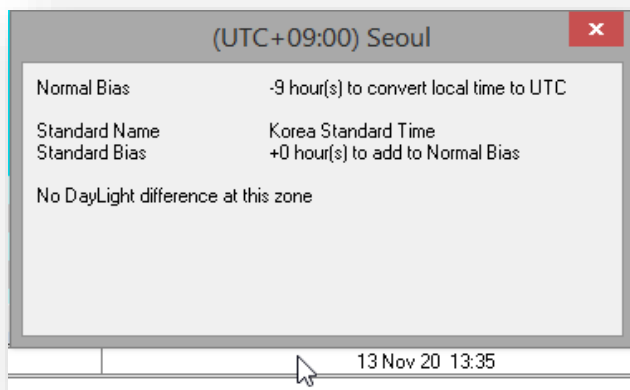 (UTC+09:00) Seoul
Normal Bias -9 hour(s) to convert local time to UTC
Standard Name Korea Standard Time
Standard Bias +0 hour(s) to add to Normal Bias
No DayLight difference at this zone
13 Nov 20 13:35